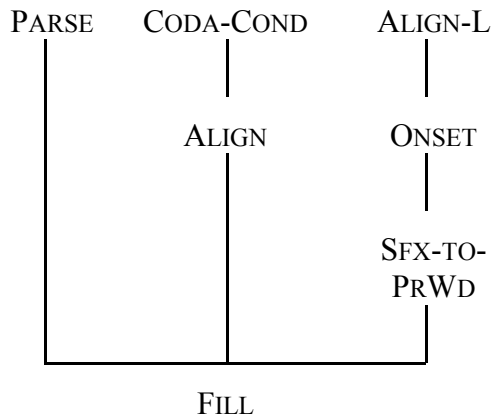 PARSE CODA-COND ALIGN-L
ALIGN ONSET
SFX-TO-
PRWD
FILL